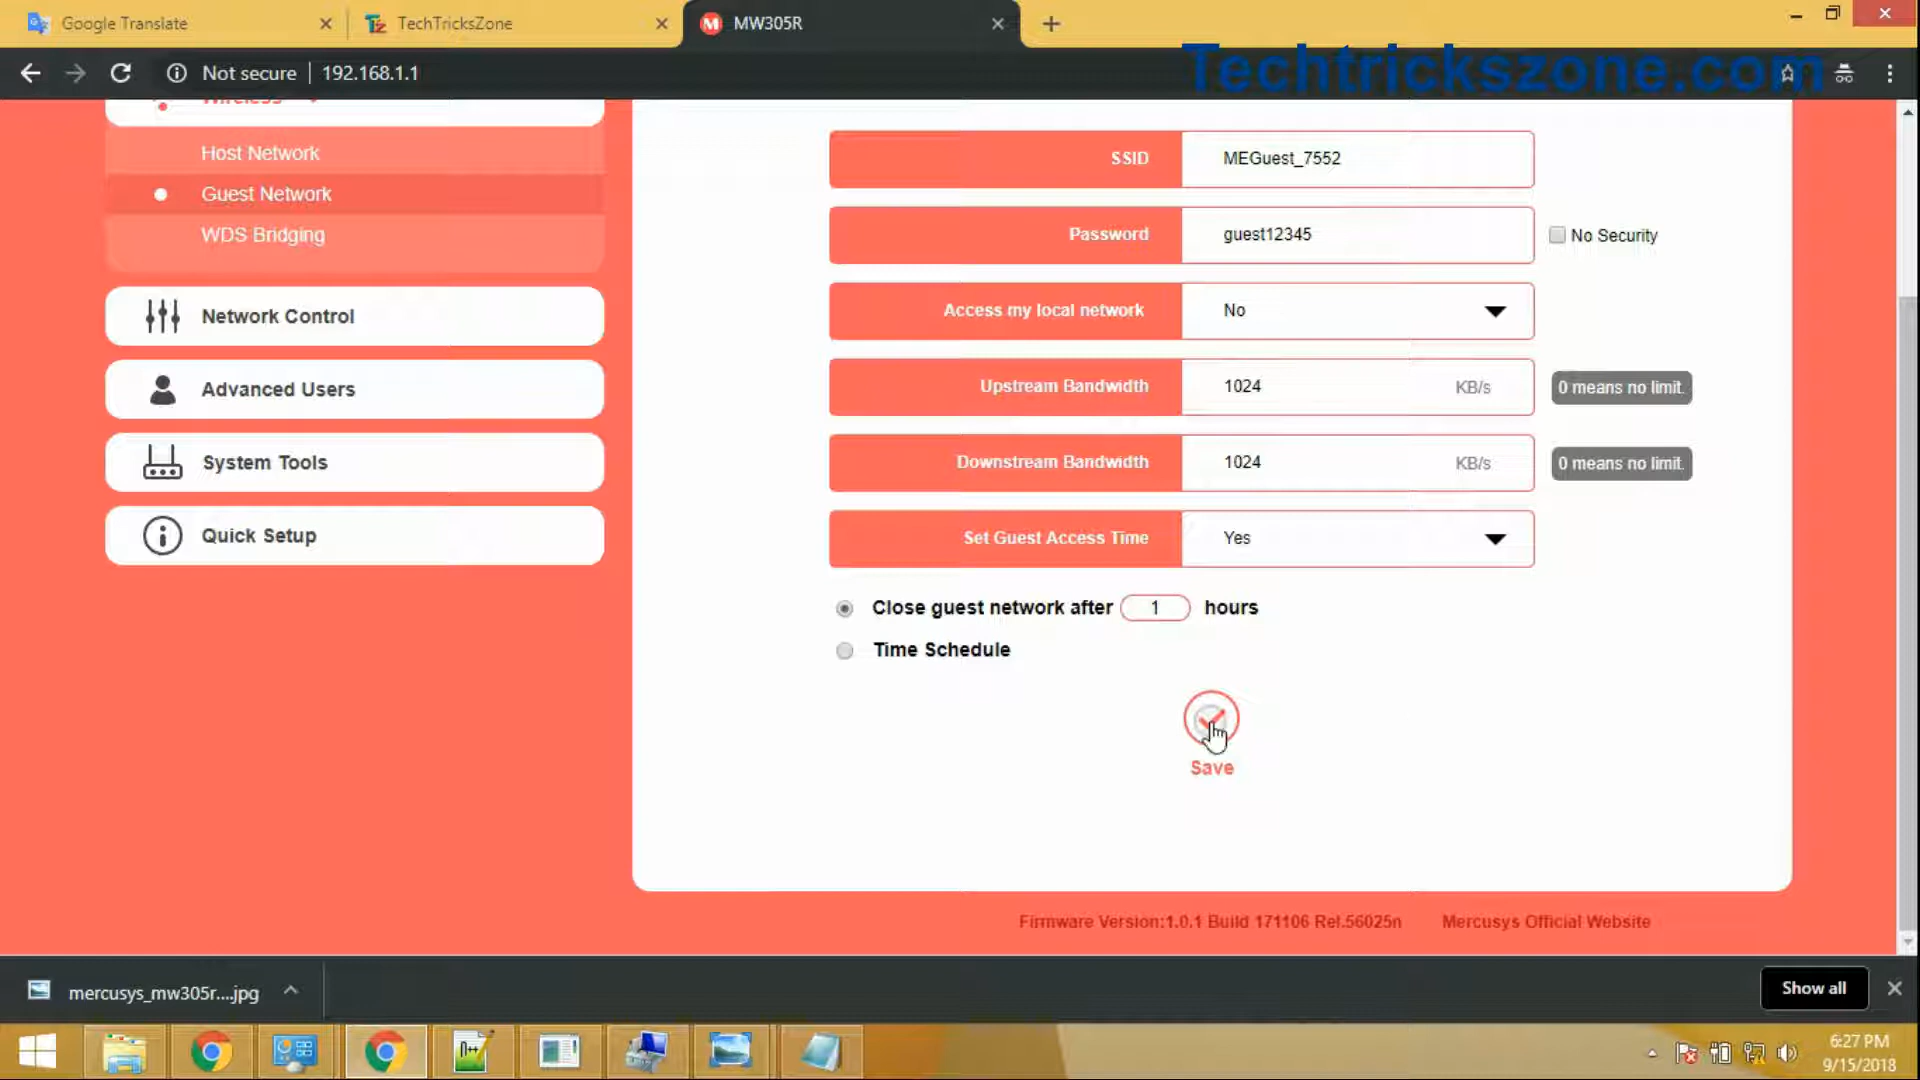 Google Translate
TechTricksZone
MW305R
Not secure
192.168.1.1
Techtrickszone.com
Wireless
Host Network
Guest Network
WDS Bridging
Network Control
Advanced Users
System Tools
Quick Setup
SSID MEGuest_7552
Password guest12345 No Security
Access my local network No
Upstream Bandwidth 1024 KB/s 0 means no limit.
Downstream Bandwidth 1024 KB/s 0 means no limit.
Set Guest Access Time Yes
Close guest network after 1 hours
Time Schedule
Save
Firmware Version:1.0.1 Build 171106 Rel.56025n Mercusys Official Website
mercusys_mw305r....jpg
Show all
6:27 PM
9/15/2018